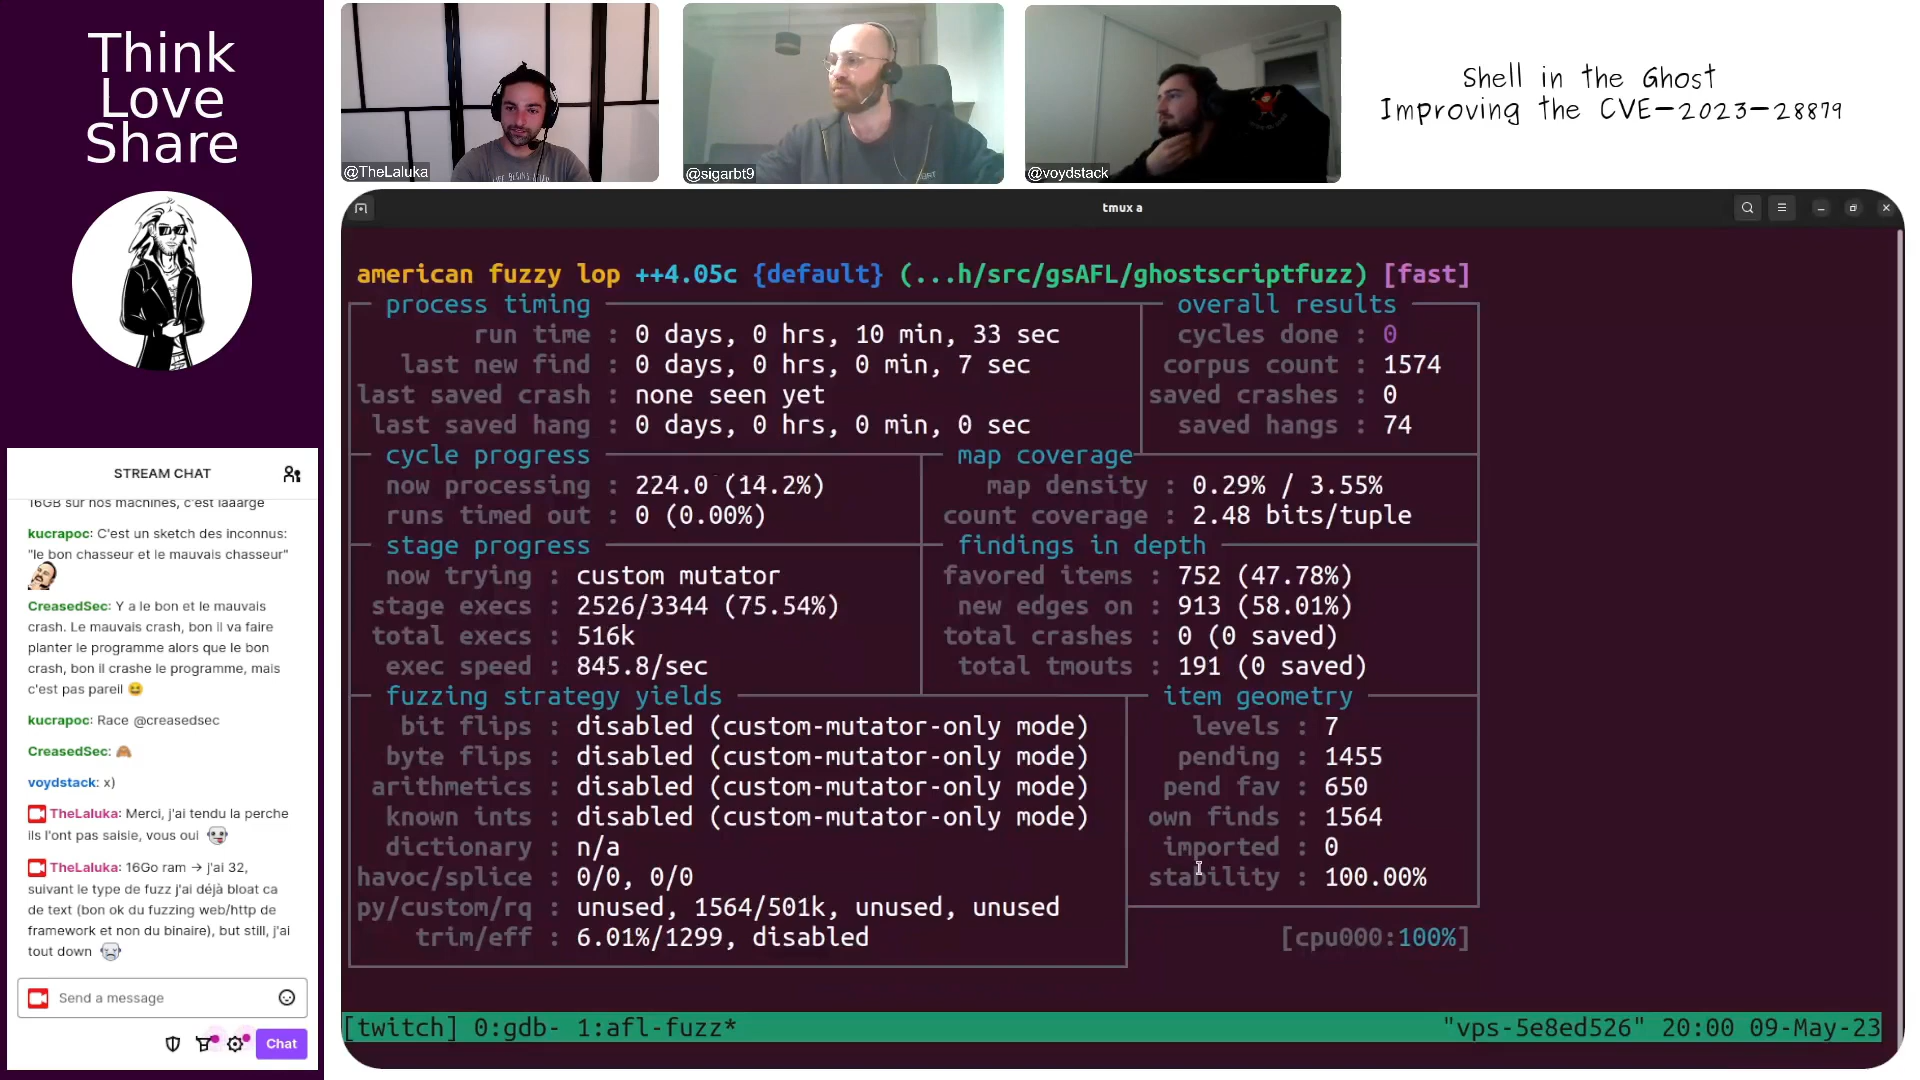 Think
Love
Share
@TheLaluka
@sigarbt9
@voydstack
Shell in the Ghost
Improving the CVE-2023-28879
STREAM CHAT
16GB sur nos machines, c'est laaarge
kucrapoc: C'est un sketch des inconnus:
"le bon chasseur et le mauvais chasseur"
CreasedSec: Y a le bon et le mauvais
crash. Le mauvais crash, bon il va faire
planter le programme alors que le bon
crash, bon il crashe le programme, mais
c'est pas pareil
kucrapoc: Race @creasedsec
CreasedSec:
voydstack: x)
TheLaluka: Merci, j'ai tendu la perche
ils l'ont pas saisie, vous oui
TheLaluka: 16Go ram → j'ai 32,
suivant le type de fuzz j'ai déjà bloat ca
de text (bon ok du fuzzing web/http de
framework et non du binaire), but still, j'ai
tout down
Send a message
Chat
tmux a
american fuzzy lop ++4.05c {default} (...h/src/gsAFL/ghostscriptfuzz) [fast]
process timing
run time : 0 days, 0 hrs, 10 min, 33 sec
last new find : 0 days, 0 hrs, 0 min, 7 sec
last saved crash : none seen yet
last saved hang : 0 days, 0 hrs, 0 min, 0 sec
overall results
cycles done : 0
corpus count : 1574
saved crashes : 0
saved hangs : 74
cycle progress
now processing : 224.0 (14.2%)
runs timed out : 0 (0.00%)
map coverage
map density : 0.29% / 3.55%
count coverage : 2.48 bits/tuple
stage progress
now trying : custom mutator
stage execs : 2526/3344 (75.54%)
total execs : 516k
exec speed : 845.8/sec
findings in depth
favored items : 752 (47.78%)
new edges on : 913 (58.01%)
total crashes : 0 (0 saved)
total tmouts : 191 (0 saved)
fuzzing strategy yields
bit flips : disabled (custom-mutator-only mode)
byte flips : disabled (custom-mutator-only mode)
arithmetics : disabled (custom-mutator-only mode)
known ints : disabled (custom-mutator-only mode)
dictionary : n/a
havoc/splice : 0/0, 0/0
py/custom/rq : unused, 1564/501k, unused, unused
trim/eff : 6.01%/1299, disabled
item geometry
levels : 7
pending : 1455
pend fav : 650
own finds : 1564
imported : 0
stability : 100.00%
[cpu000:100%]
[twitch] 0:gdb- 1:afl-fuzz* "vps-5e8ed526" 20:00 09-May-23